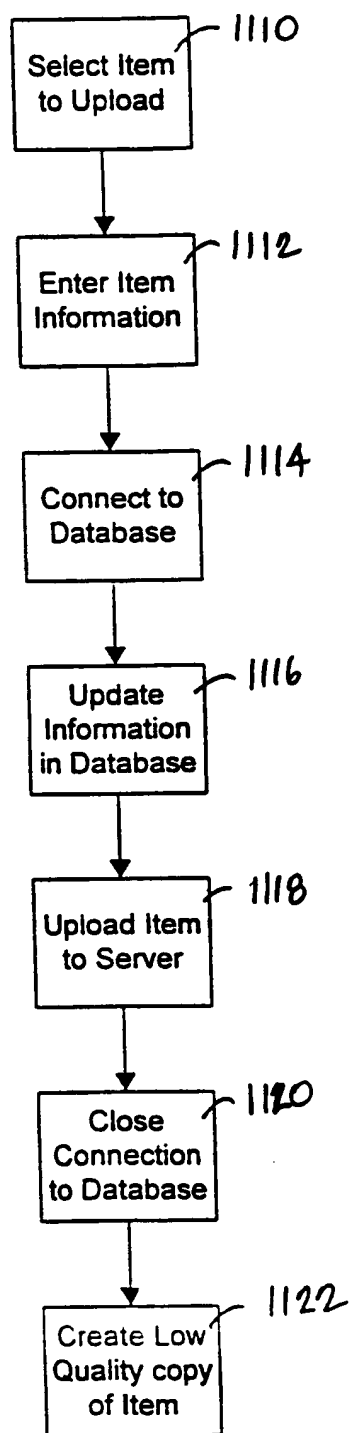 1110
Select Item
to Upload
1112
Enter Item
Information
1114
Connect to
Database
1116
Update
Information
in Database
1118
Upload Item
to Server
1120
Close
Connection
to Database
1122
Create Low
Quality copy
of Item